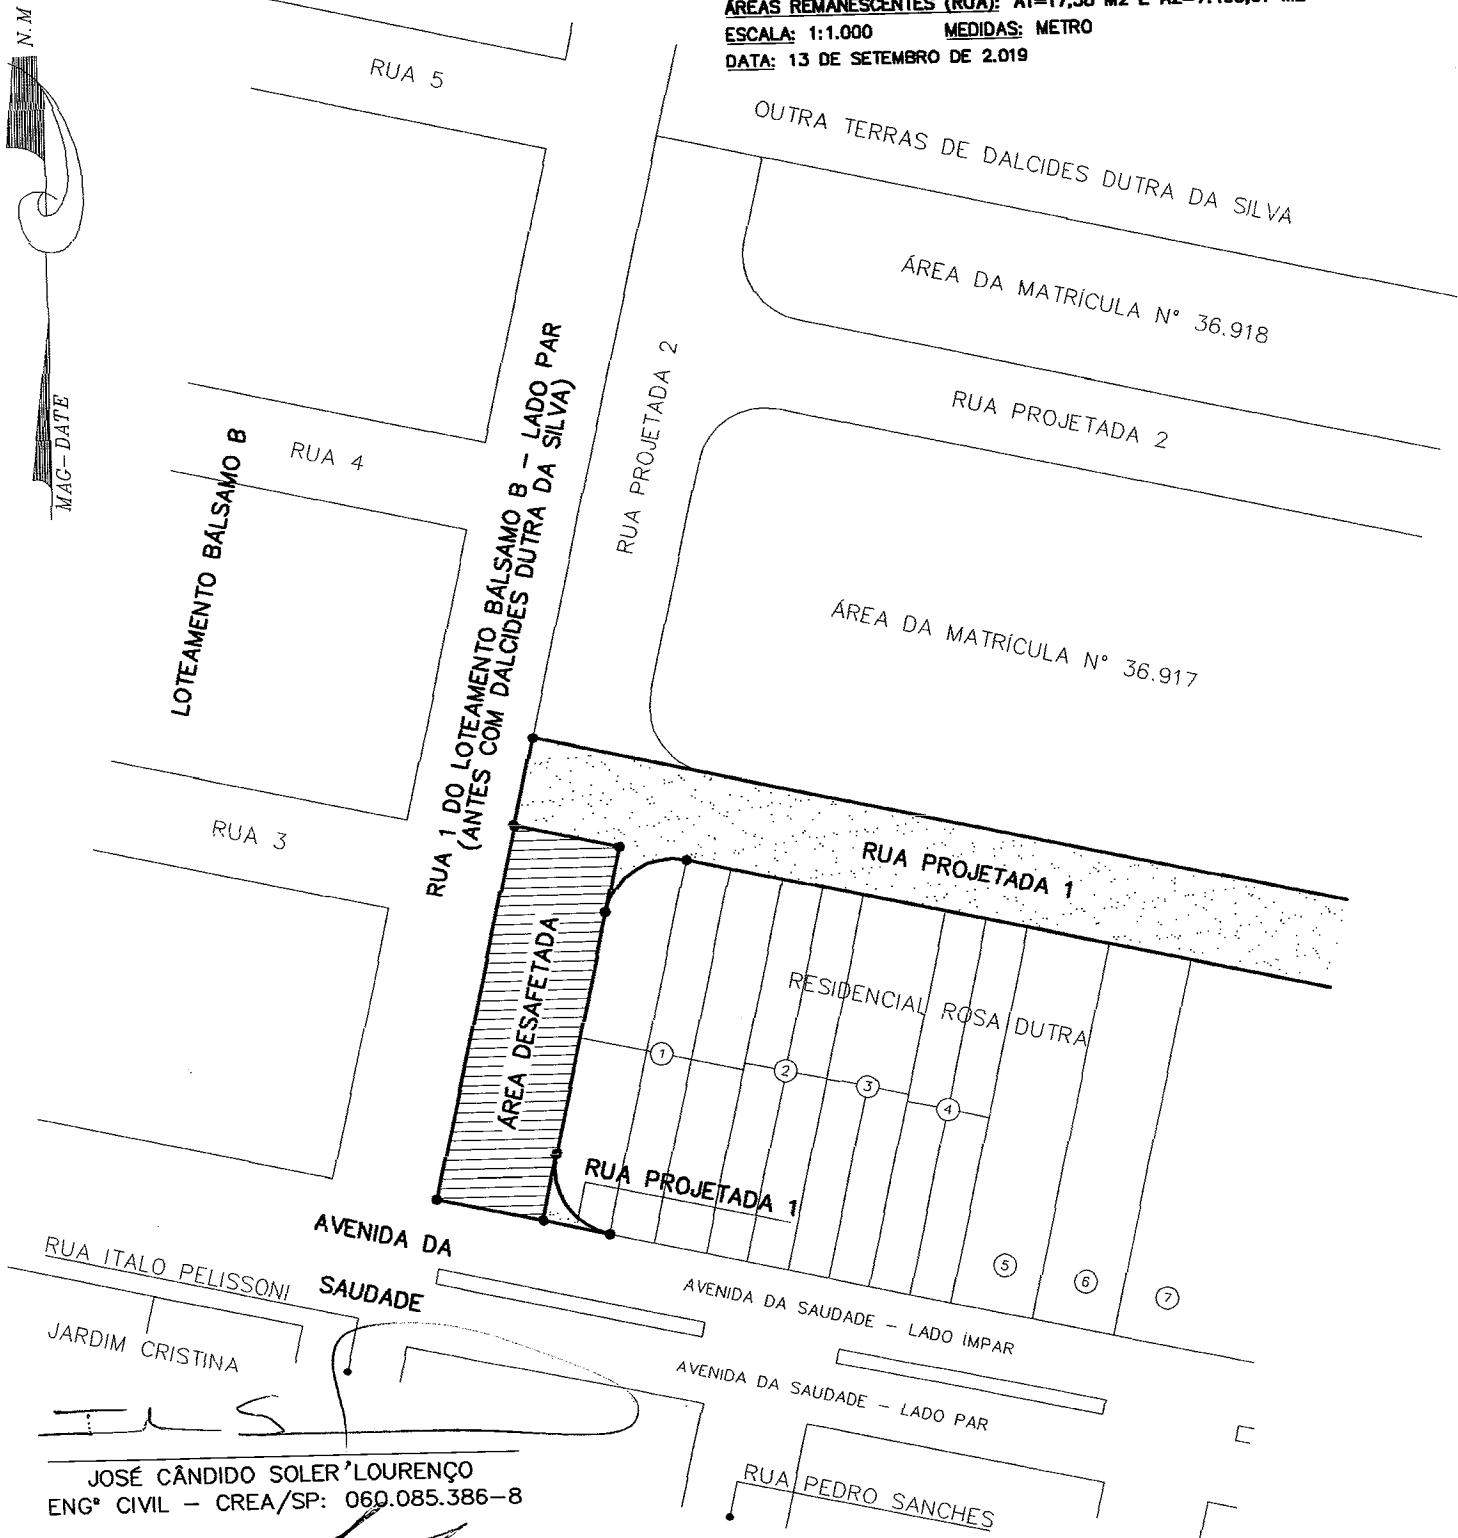 ESCALA: 1:1.000 MEDIDAS: METRO
DATA: 13 DE SETEMBRO DE 2.019
N.M
MAG-DATE
RUA 5
OUTRA TERRAS DE DALCIDES DUTRA DA SILVA
ÁREA DA MATRÍCULA N° 36.918
RUA PROJETADA 2
RUA PROJETADA 2
RUA 4
LOTEAMENTO BÁLSAMO B
RUA 1 DO LOTEAMENTO BÁLSAMO B - LADO PAR
(ANTES COM DALCIDES DUTRA DA SILVA)
ÁREA DA MATRÍCULA N° 36.917
RUA 3
RUA PROJETADA 1
ÁREA DESAFETADA
RESIDENCIAL ROSA DUTRA
1
2
3
4
RUA PROJETADA 1
5
6
7
AVENIDA DA
SAUDADE
RUA ITALO PELISSONI
JARDIM CRISTINA
AVENIDA DA SAUDADE - LADO ÍMPAR
AVENIDA DA SAUDADE - LADO PAR
RUA PEDRO SANCHES
JOSÉ CÂNDIDO SOLER LOURENÇO
ENGº CIVIL - CREA/SP: 060.085.386-8